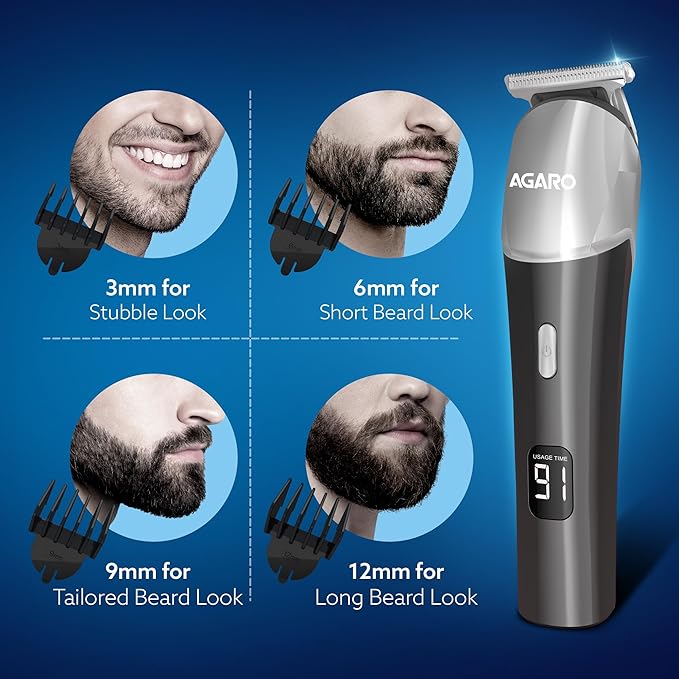 AGARO
3mm for
Stubble Look
6mm for
Short Beard Look
USAGE TIME
91
9mm for
Tailored Beard Look
12mm for
Long Beard Look